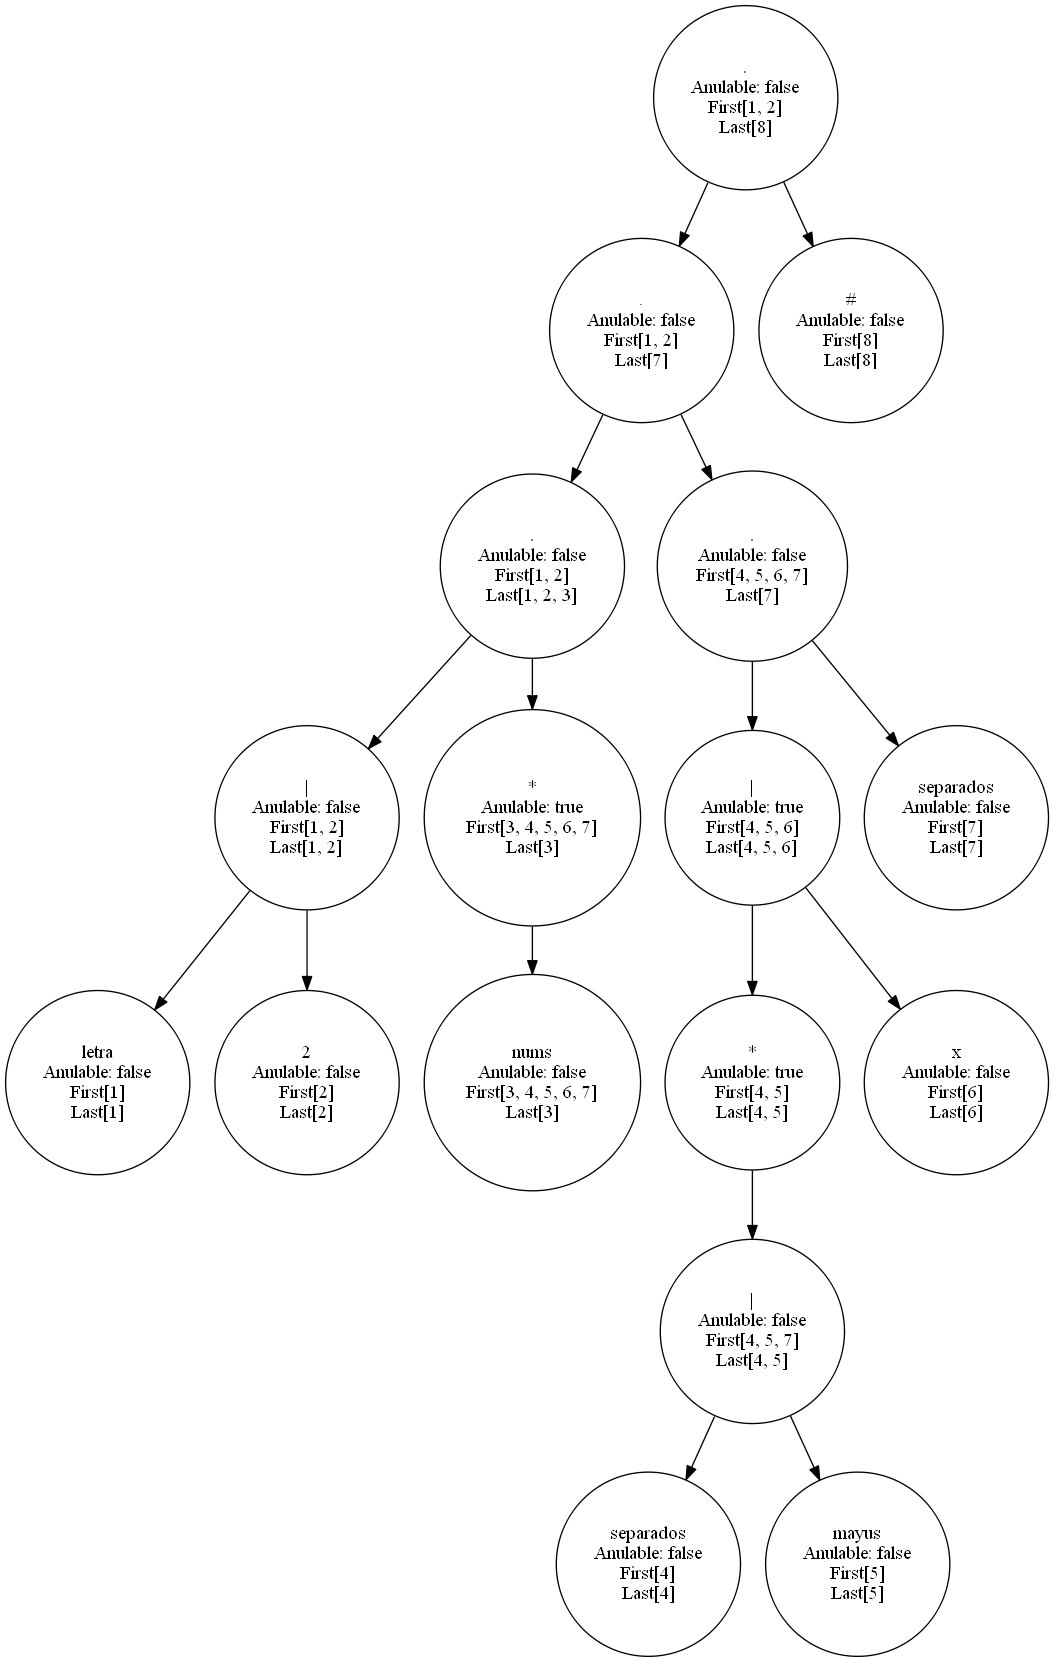 .
Anulable: false
First[1, 2]
Last[8]
.
Anulable: false
First[1, 2]
Last[7]
#
Anulable: false
First[8]
Last[8]
.
Anulable: false
First[1, 2]
Last[1, 2, 3]
.
Anulable: false
First[4, 5, 6, 7]
Last[7]
|
Anulable: false
First[1, 2]
Last[1, 2]
*
Anulable: true
First[3, 4, 5, 6, 7]
Last[3]
|
Anulable: true
First[4, 5, 6]
Last[4, 5, 6]
separados
Anulable: false
First[7]
Last[7]
letra
Anulable: false
First[1]
Last[1]
2
Anulable: false
First[2]
Last[2]
nums
Anulable: false
First[3, 4, 5, 6, 7]
Last[3]
*
Anulable: true
First[4, 5]
Last[4, 5]
x
Anulable: false
First[6]
Last[6]
|
Anulable: false
First[4, 5, 7]
Last[4, 5]
separados
Anulable: false
First[4]
Last[4]
mayus
Anulable: false
First[5]
Last[5]